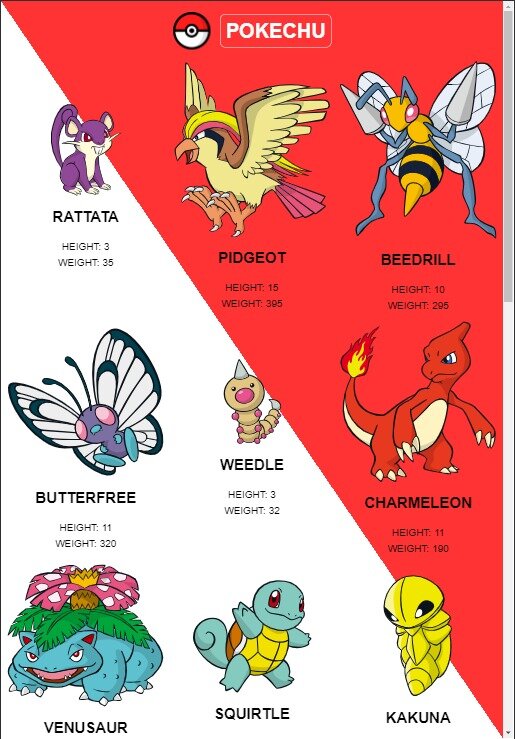 POKECHU
RATTATA
HEIGHT: 3
WEIGHT: 35
PIDGEOT
HEIGHT: 15
WEIGHT: 395
BEEDRILL
HEIGHT: 10
WEIGHT: 295
BUTTERFREE
HEIGHT: 11
WEIGHT: 320
WEEDLE
HEIGHT: 3
WEIGHT: 32
CHARMELEON
HEIGHT: 11
WEIGHT: 190
VENUSAUR
SQUIRTLE
KAKUNA